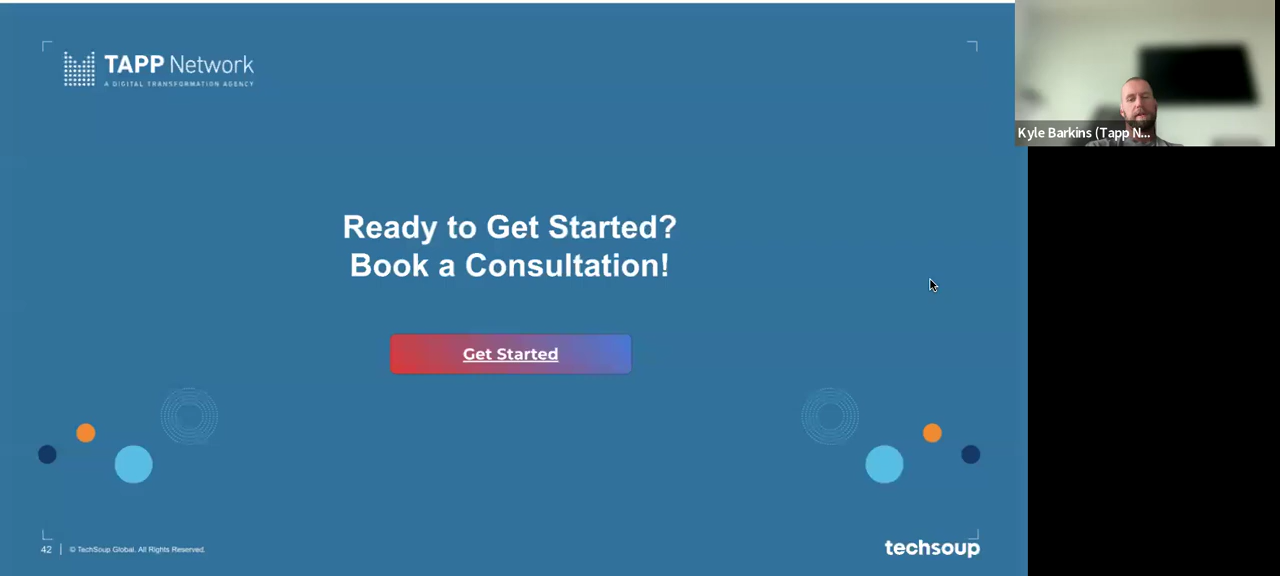 TAPP Network
A DIGITAL TRANSFORMATION AGENCY
Kyle Barkins (Tapp N...
Ready to Get Started?
Book a Consultation!
Get Started
42 | © TechSoup Global. All Rights Reserved.
techsoup